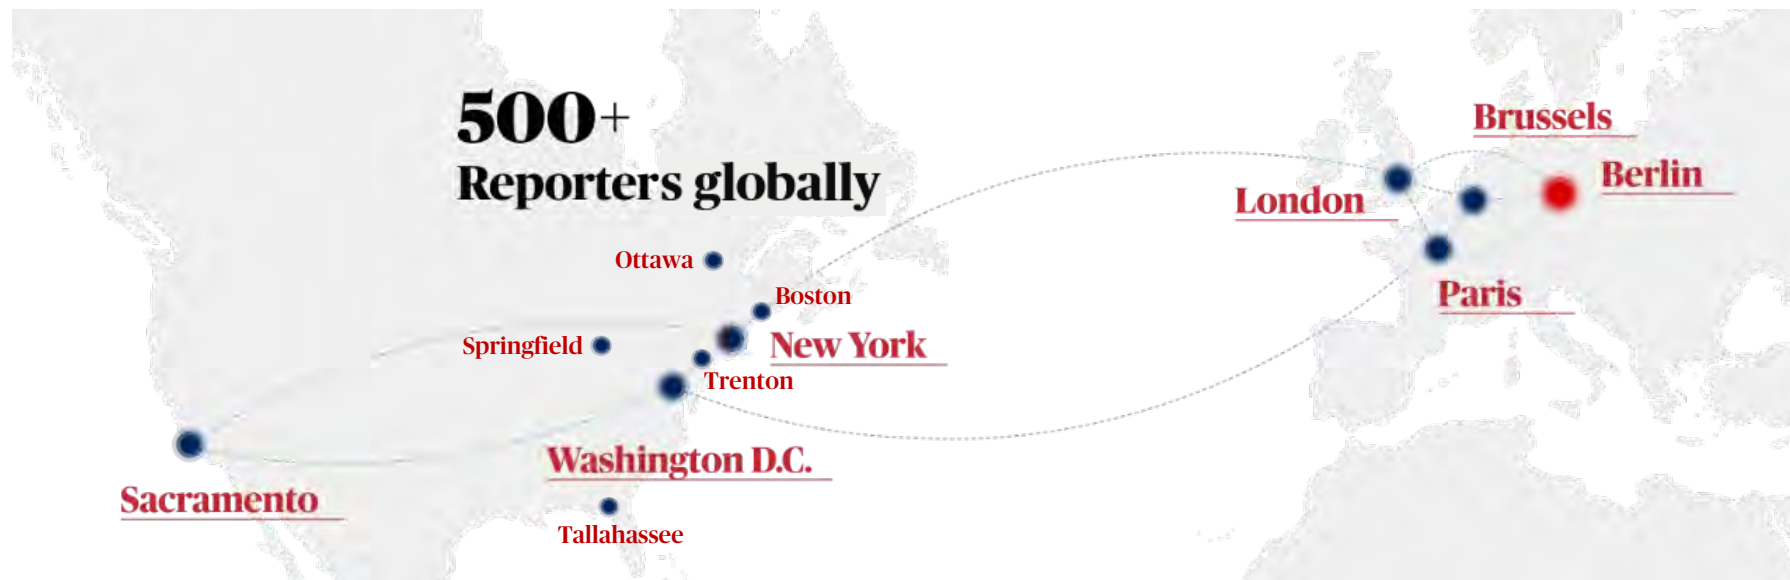 500+
Reporters globally
Ottawa
Boston
Springfield
New York
Trenton
Washington D.C.
Sacramento
Tallahassee
Brussels
Berlin
London
Paris